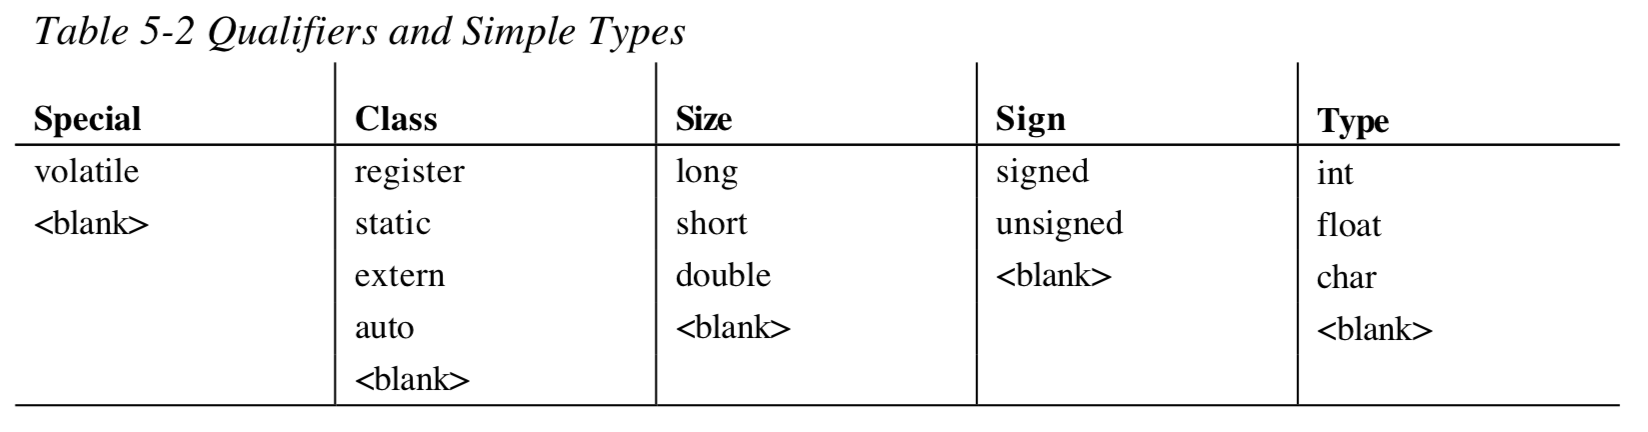 Table 5-2 Qualifiers and Simple Types
Special Class Size Sign Type
volatile register long signed int
<blank> static short unsigned float
extern double <blank> char
auto <blank> <blank>
<blank>